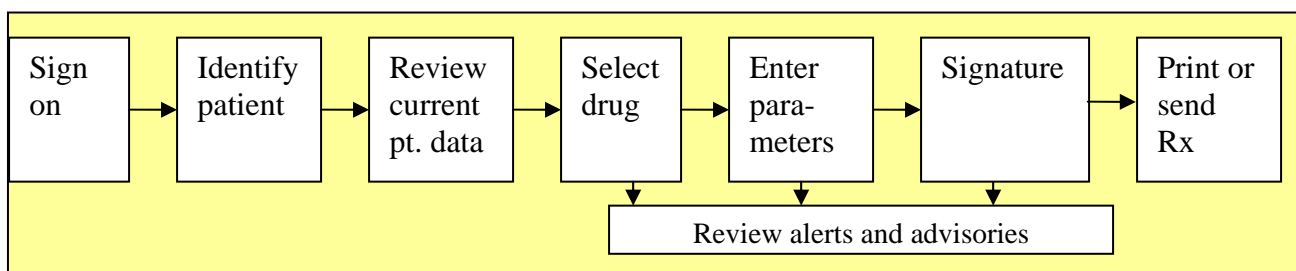 Sign
on
Identify
patient
Review
current
pt. data
Select
drug
Enter
para-
meters
Signature
Print or
send
Rx
Review alerts and advisories